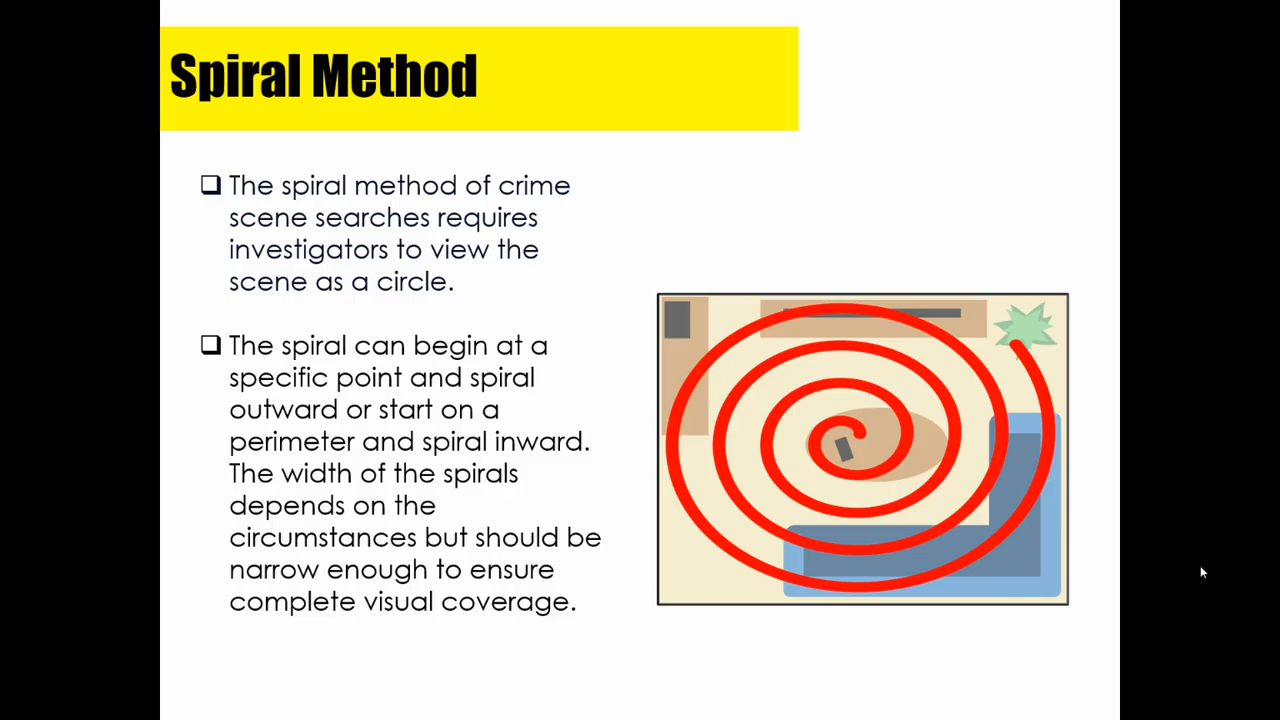 Spiral Method
❑ The spiral method of crime
scene searches requires
investigators to view the
scene as a circle.
❑ The spiral can begin at a
specific point and spiral
outward or start on a
perimeter and spiral inward.
The width of the spirals
depends on the
circumstances but should be
narrow enough to ensure
complete visual coverage.